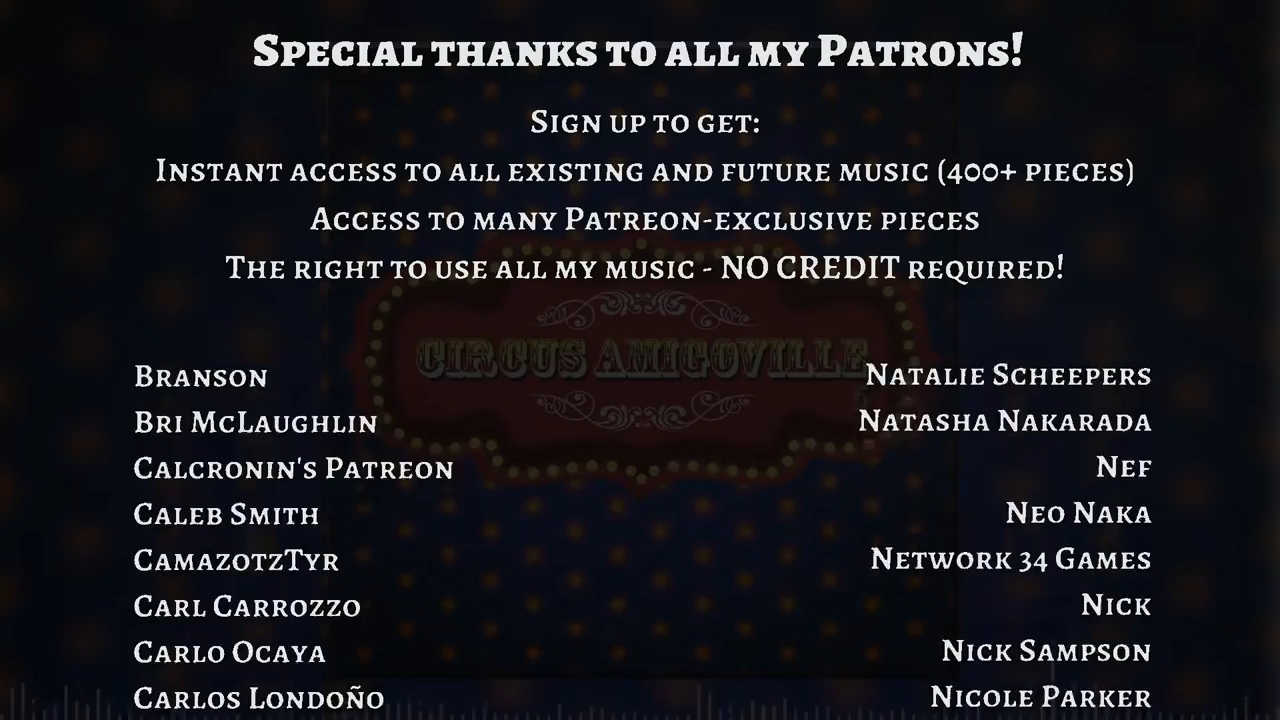 Special thanks to all my Patrons!
Sign up to get:
Instant access to all existing and future music (400+ pieces)
Access to many Patreon-exclusive pieces
The right to use all my music - NO CREDIT required!
CIRCUS AMIGOVILLE
Branson
Bri McLaughlin
Calcronin's Patreon
Caleb Smith
CamazotzTyr
Carl Carrozzo
Carlo Ocaya
Carlos Londoño
Natalie Scheepers
Natasha Nakarada
Nef
Neo Naka
Network 34 Games
Nick
Nick Sampson
Nicole Parker